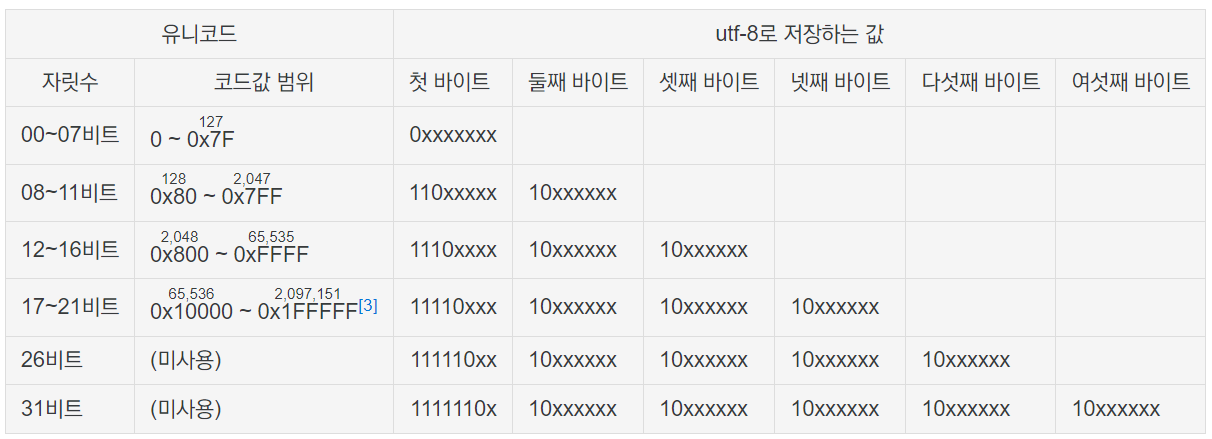 유니코드 utf-8로 저장하는 값
자릿수 코드값 범위 첫 바이트 둘째 바이트 셋째 바이트 넷째 바이트 다섯째 바이트 여섯째 바이트
127
00~07비트 0 ~ 0x7F 0xxxxxxx
128 2,047
08~11비트 0x80 ~ 0x7FF 110xxxxx 10xxxxxx
2,048 65,535
12~16비트 0x800 ~ 0xFFFF 1110xxxx 10xxxxxx 10xxxxxx
65,536 2,097,151
17~21비트 0x10000 ~ 0x1FFFFF[3] 11110xxx 10xxxxxx 10xxxxxx 10xxxxxx
26비트 (미사용) 111110xx 10xxxxxx 10xxxxxx 10xxxxxx 10xxxxxx
31비트 (미사용) 1111110x 10xxxxxx 10xxxxxx 10xxxxxx 10xxxxxx 10xxxxxx